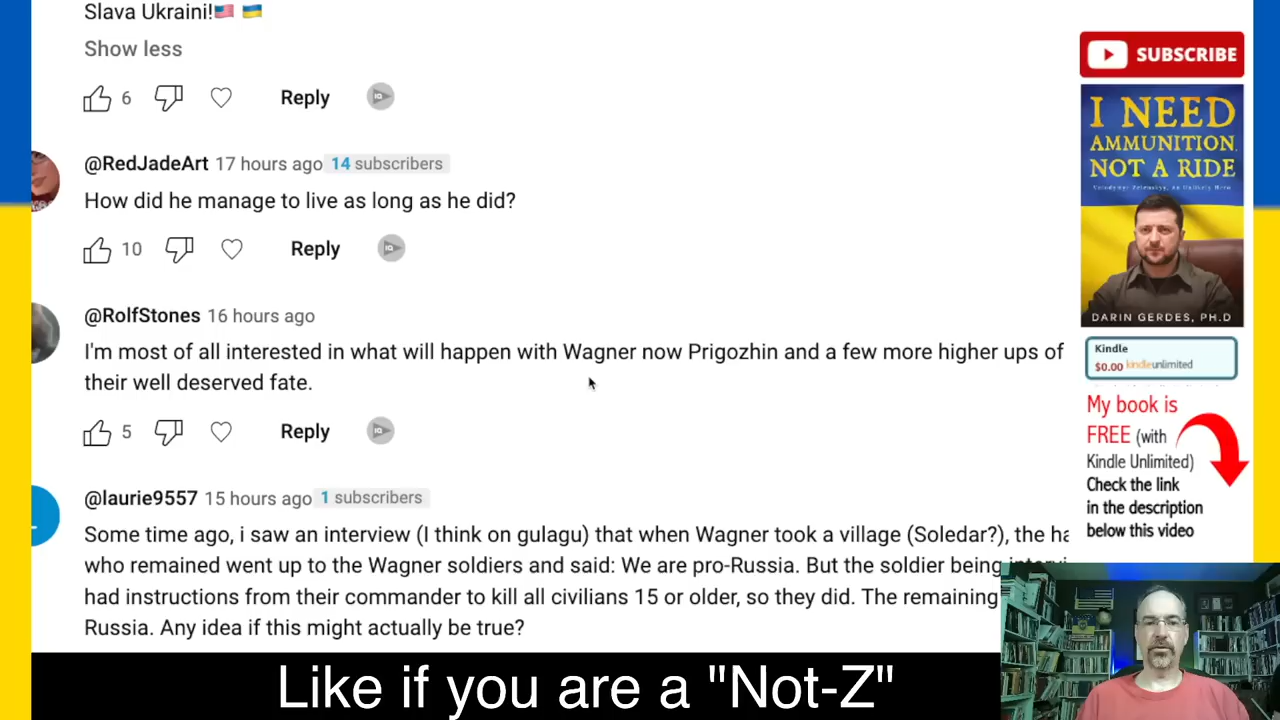 Slava Ukraini!🇺🇸 🇺🇦
Show less
6 Reply
@RedJadeArt 17 hours ago 14 subscribers
How did he manage to live as long as he did?
10 Reply
@RolfStones 16 hours ago
I'm most of all interested in what will happen with Wagner now Prigozhin and a few more higher ups of
their well deserved fate.
5 Reply
@laurie9557 15 hours ago 1 subscribers
Some time ago, i saw an interview (I think on gulagu) that when Wagner took a village (Soledar?), the
who remained went up to the Wagner soldiers and said: We are pro-Russia. But the soldier being
had instructions from their commander to kill all civilians 15 or older, so they did. The remaining
Russia. Any idea if this might actually be true?
SUBSCRIBE
I NEED
AMMUNITION,
NOT A RIDE
Volodymyr Zelenskyy, An Unlikely Hero
DARIN GERDES, PH.D
Kindle
$0.00 kindleunlimited
My book is
FREE (with
Kindle Unlimited)
Check the link
in the description
below this video
Like if you are a "Not-Z"